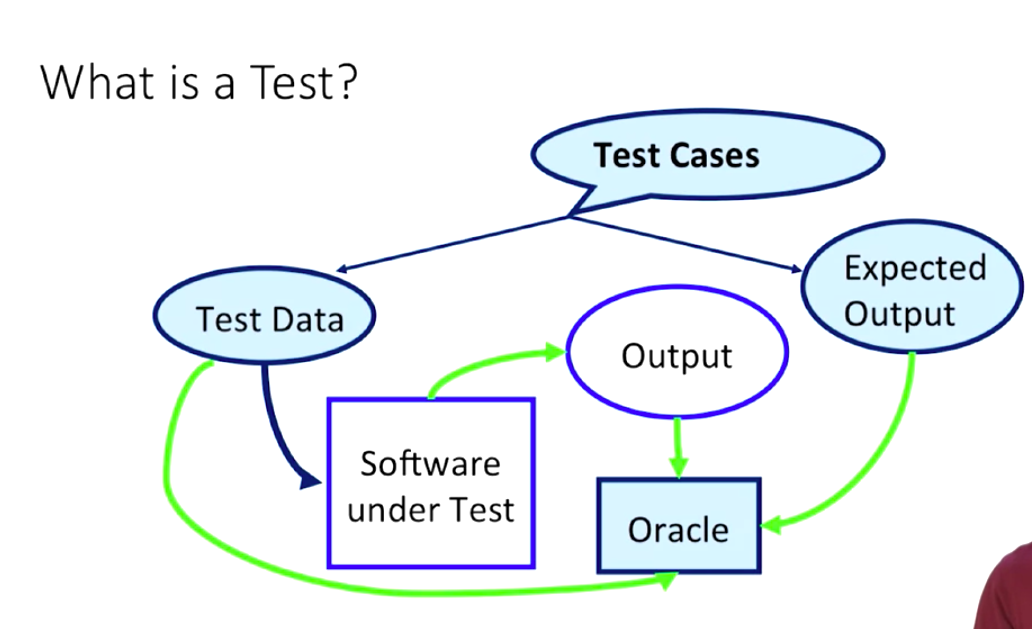 What is a Test?
Test Cases
Expected
Output
Test Data
Output
Software
under Test
Oracle